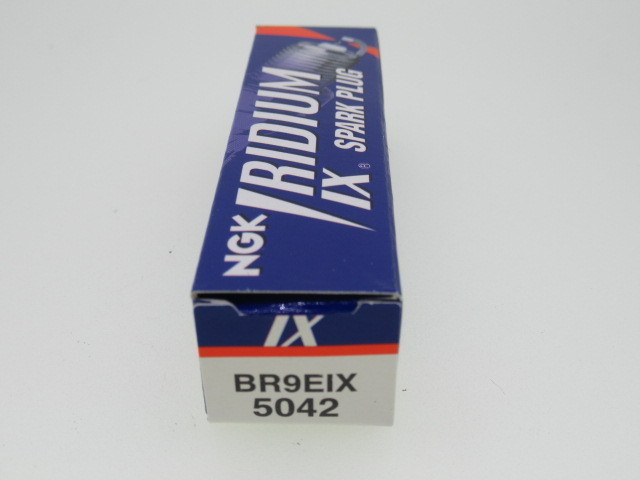 NGK IRIDIUM
IX® SPARK PLUG
IX
BR9EIX
5042